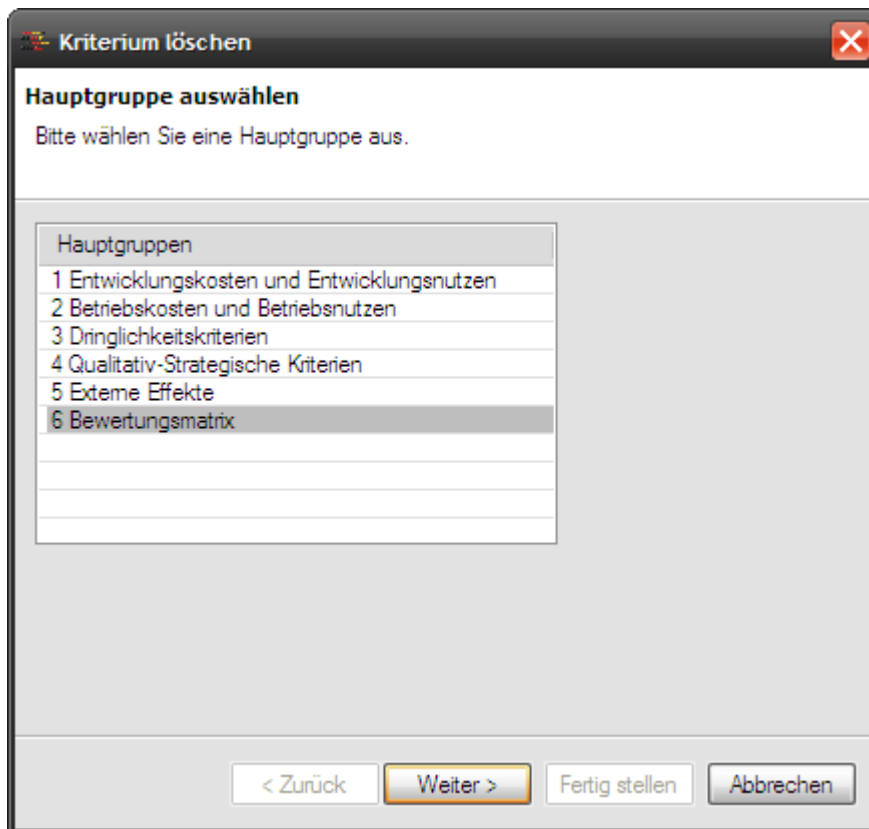 Kriterium löschen
Hauptgruppe auswählen
Bitte wählen Sie eine Hauptgruppe aus.
Hauptgruppen
1 Entwicklungskosten und Entwicklungsnutzen
2 Betriebskosten und Betriebsnutzen
3 Dringlichkeitskriterien
4 Qualitativ-Strategische Kriterien
5 Externe Effekte
6 Bewertungsmatrix
< Zurück Weiter > Fertig stellen Abbrechen